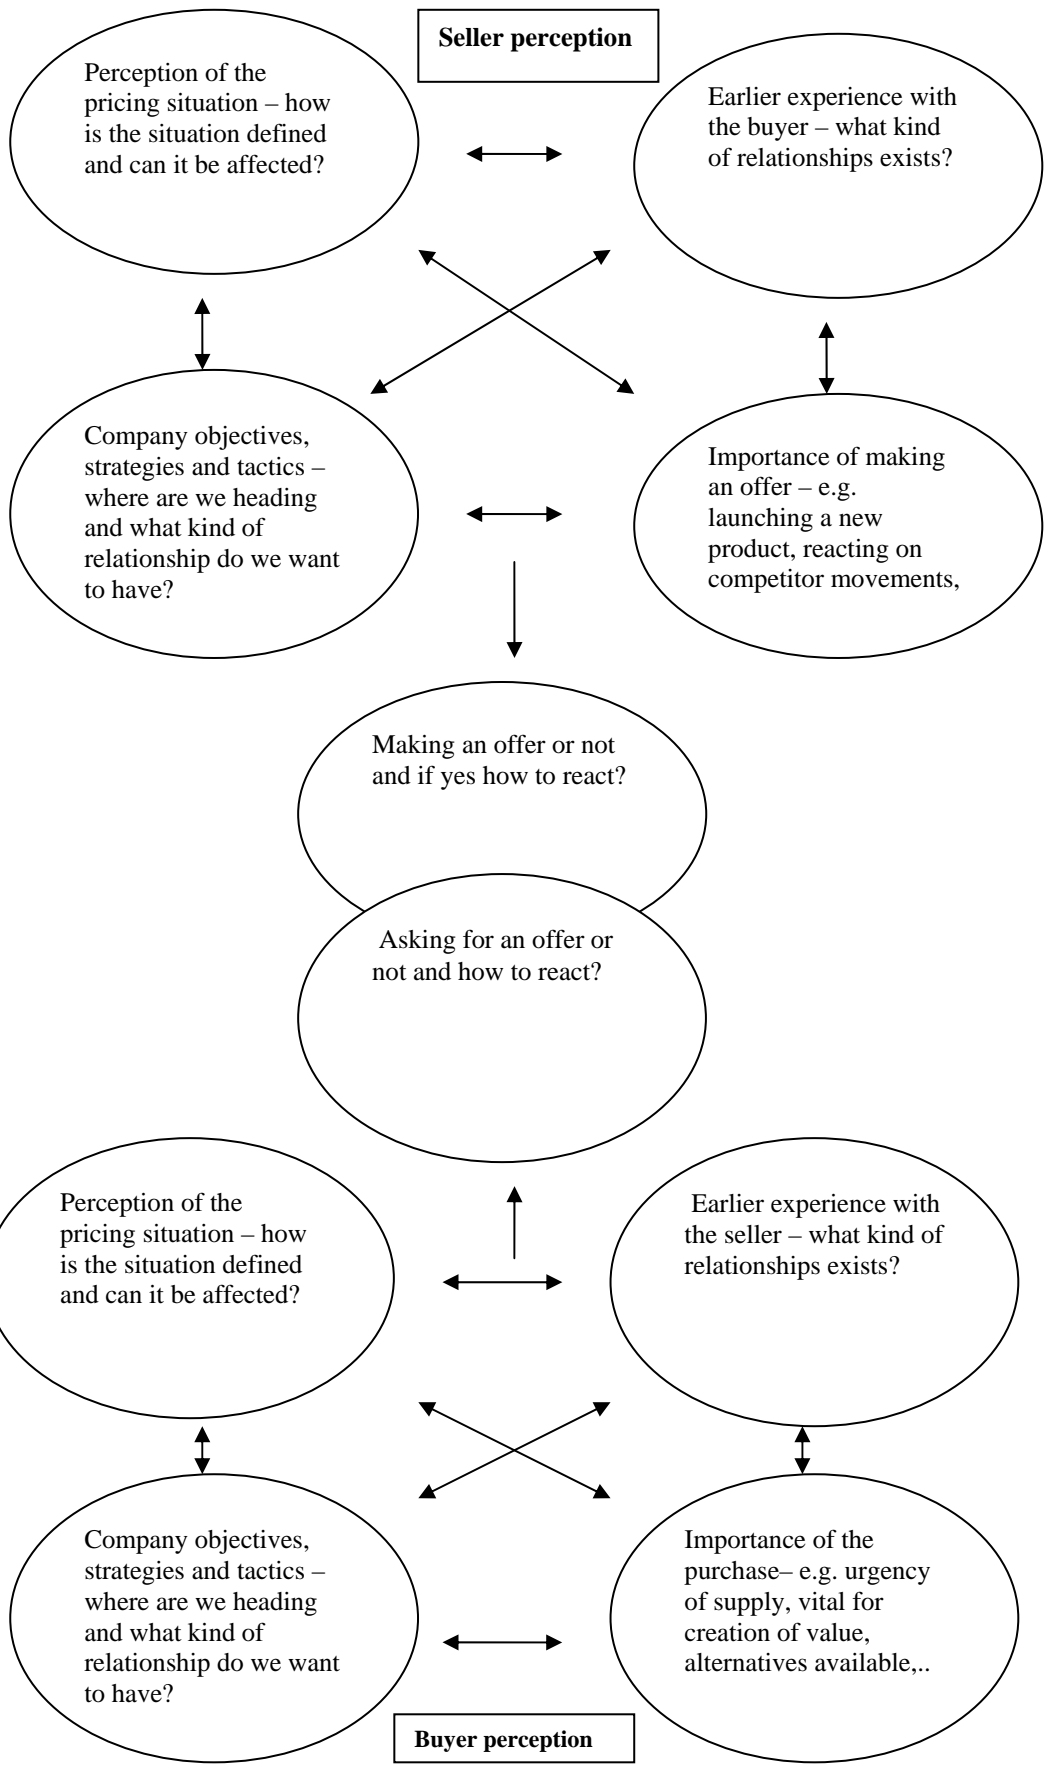 Seller perception
Perception of the
pricing situation – how
is the situation defined
and can it be affected?
Earlier experience with
the buyer – what kind
of relationships exists?
Company objectives,
strategies and tactics –
where are we heading
and what kind of
relationship do we want
to have?
Importance of making
an offer – e.g.
launching a new
product, reacting on
competitor movements,
Making an offer or not
and if yes how to react?
Asking for an offer or
not and how to react?
Perception of the
pricing situation – how
is the situation defined
and can it be affected?
Earlier experience with
the seller – what kind of
relationships exists?
Company objectives,
strategies and tactics –
where are we heading
and what kind of
relationship do we want
to have?
Importance of the
purchase– e.g. urgency
of supply, vital for
creation of value,
alternatives available,..
Buyer perception